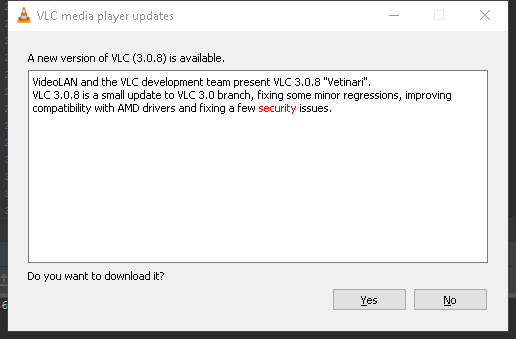 VLC media player updates
A new version of VLC (3.0.8) is available.
VideoLAN and the VLC development team present VLC 3.0.8 "Vetinari".
VLC 3.0.8 is a small update to VLC 3.0 branch, fixing some minor regressions, improving
compatibility with AMD drivers and fixing a few security issues.
Do you want to download it?
Yes No